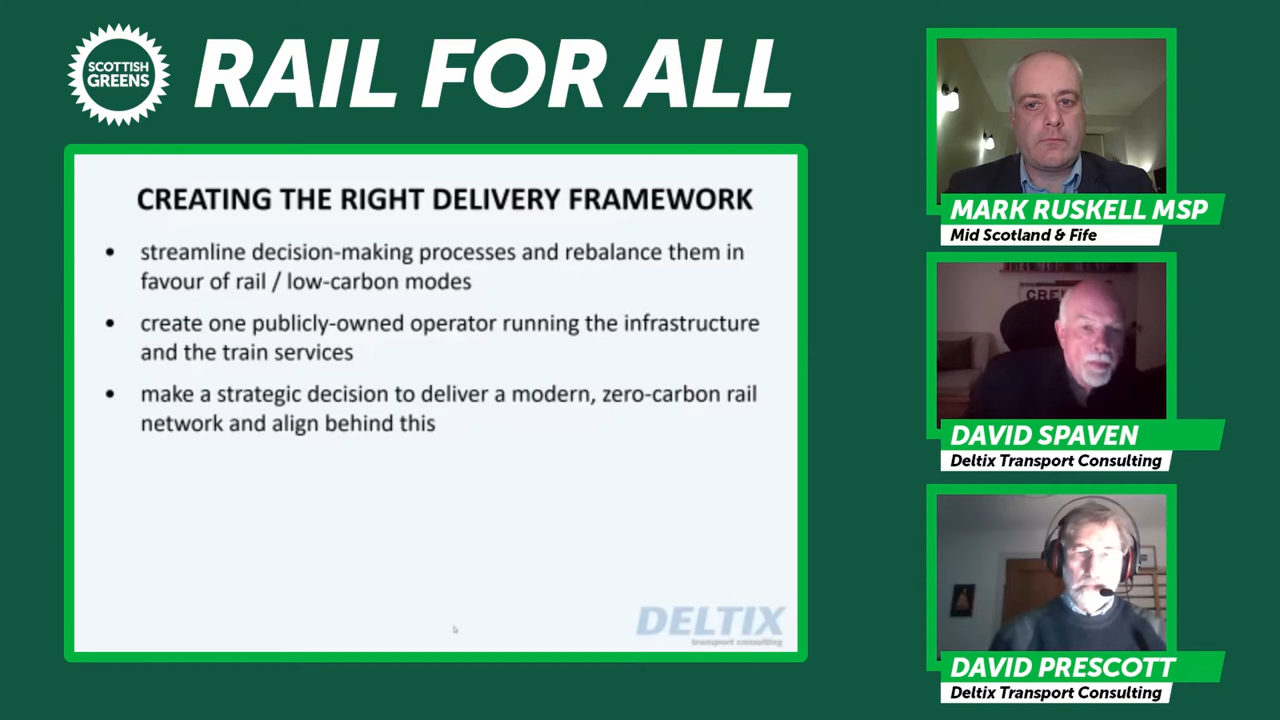 SCOTTISH
GREENS
RAIL FOR ALL
CREATING THE RIGHT DELIVERY FRAMEWORK
• streamline decision-making processes and rebalance them in
favour of rail / low-carbon modes
• create one publicly-owned operator running the infrastructure
and the train services
• make a strategic decision to deliver a modern, zero-carbon rail
network and align behind this
DELTIX
transport consulting
MARK RUSKELL MSP
Mid Scotland & Fife
DAVID SPAVEN
Deltix Transport Consulting
DAVID PRESCOTT
Deltix Transport Consulting